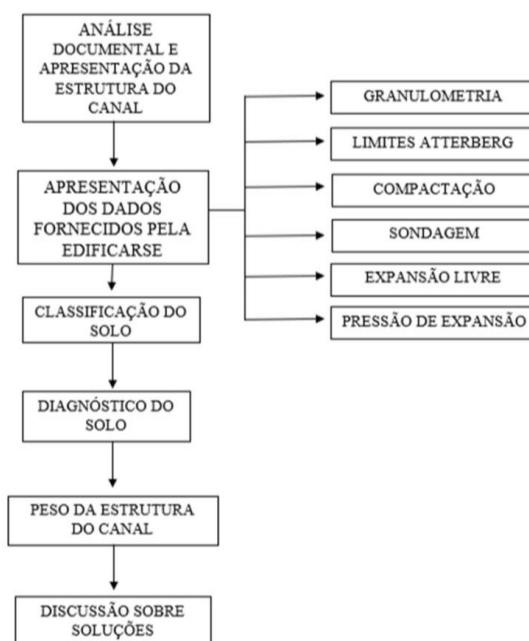 ANÁLISE
DOCUMENTAL E
APRESENTAÇÃO DA
ESTRUTURA DO
CANAL
APRESENTAÇÃO
DOS DADOS
FORNECIDOS PELA
EDIFICARSE
GRANULOMETRIA
LIMITES ATTERBERG
COMPACTAÇÃO
SONDAGEM
EXPANSÃO LIVRE
PRESSÃO DE EXPANSÃO
CLASSIFICAÇÃO DO
SOLO
DIAGNÓSTICO DO
SOLO
PESO DA ESTRUTURA
DO CANAL
DISCUSSÃO SOBRE
SOLUÇÕES